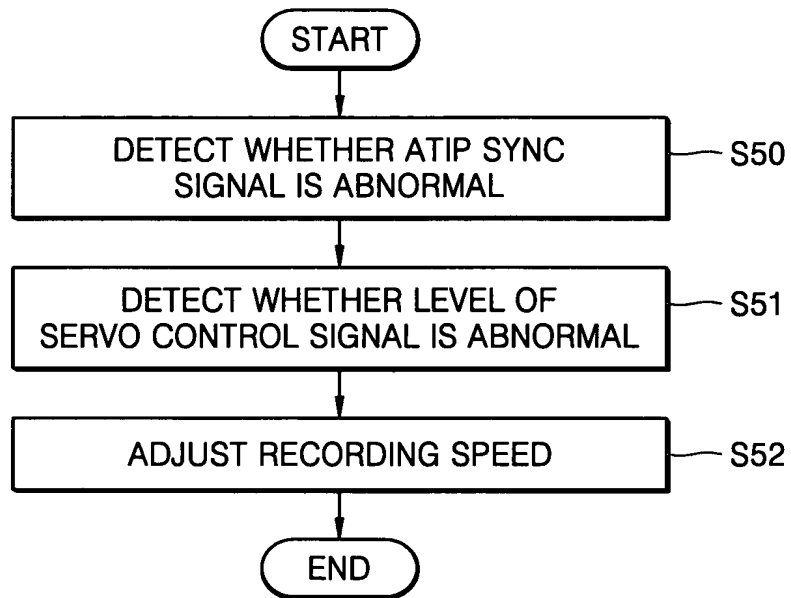 START
DETECT WHETHER ATIP SYNC
SIGNAL IS ABNORMAL
S50
DETECT WHETHER LEVEL OF
SERVO CONTROL SIGNAL IS ABNORMAL
S51
ADJUST RECORDING SPEED
S52
END